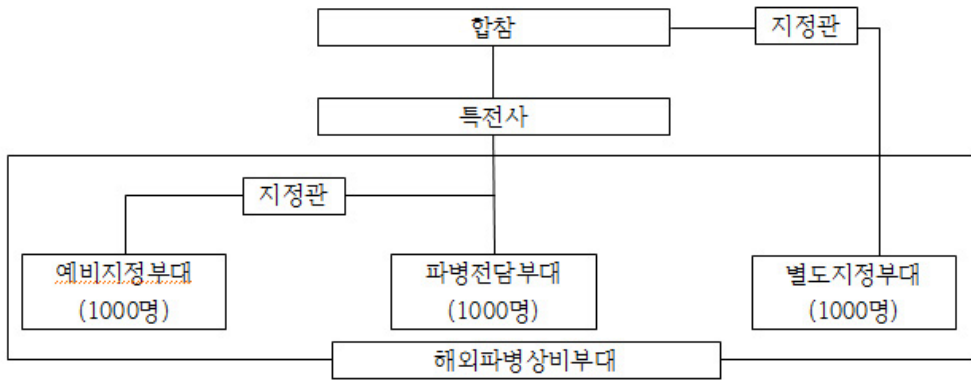 합참
지정관
특전사
지정관
예비지정부대
(1000명)
파병전담부대
(1000명)
별도지정부대
(1000명)
해외파병상비부대